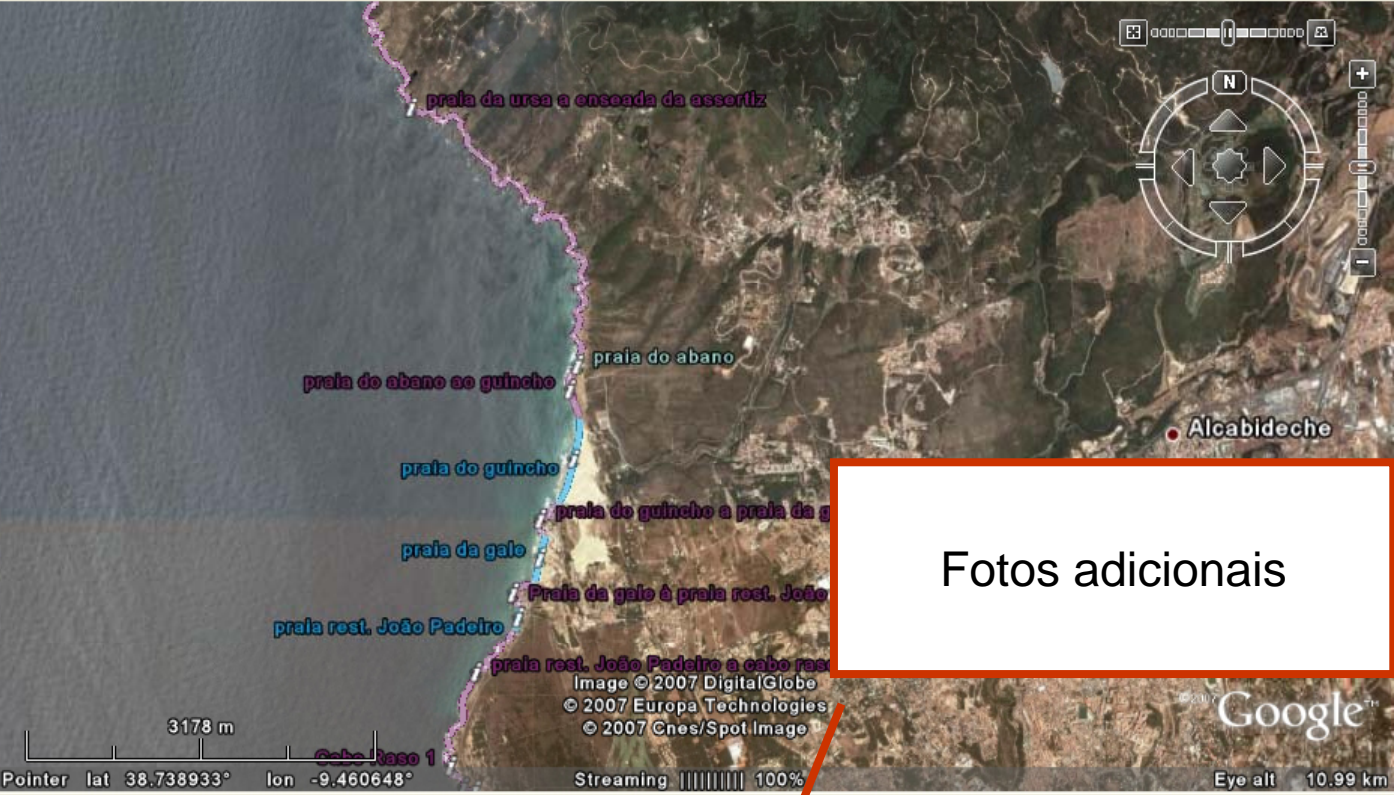 N
praia da ursa a enseada da assertiz
praia do abano
praia do abano ao guincho
Alcabideche
praia do guincho
praia do guincho a praia da g
praia da gale
Fotos adicionais
Praia da gale à praia rest. João
praia rest. João Padeiro
praia rest. João Padeiro a cabo raso
Image © 2007 DigitalGlobe
© 2007 Europa Technologies
© 2007 Cnes/Spot Image
©2007 Google™
3178 m
Cabo Raso 1
Pointer lat 38.738933° lon -9.460648° Streaming |||||||||| 100% Eye alt 10.99 km